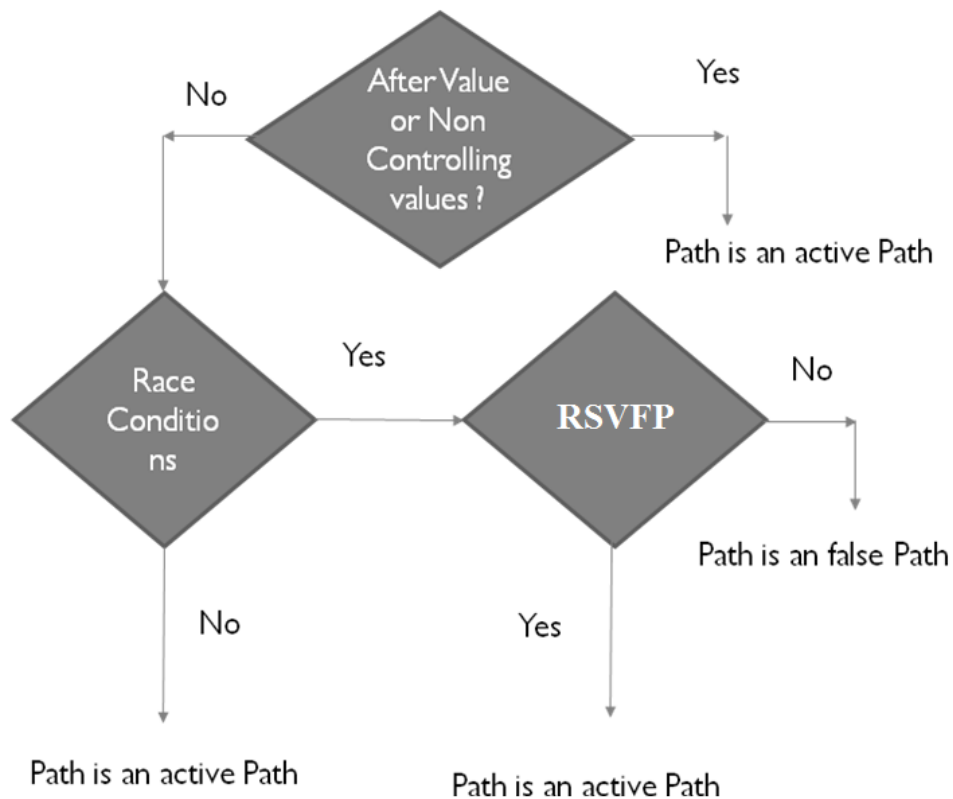 After Value
or Non
Controlling
values ?
No
Yes
Path is an active Path
Race
Conditio
ns
Yes
RSVFP
No
Path is an false Path
No
Yes
Path is an active Path
Path is an active Path